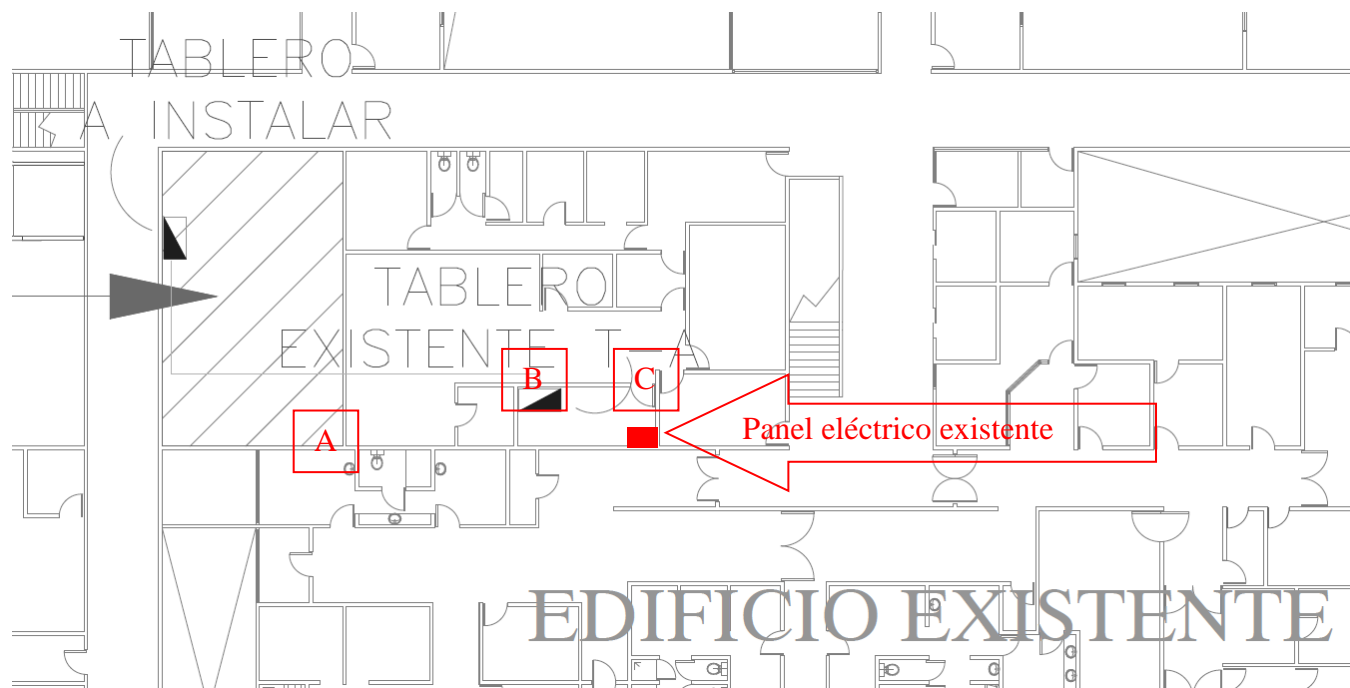 TABLERO
A INSTALAR
TABLERO
EXISTENTE T A
B
C
A
Panel eléctrico existente
EDIFICIO EXISTENTE